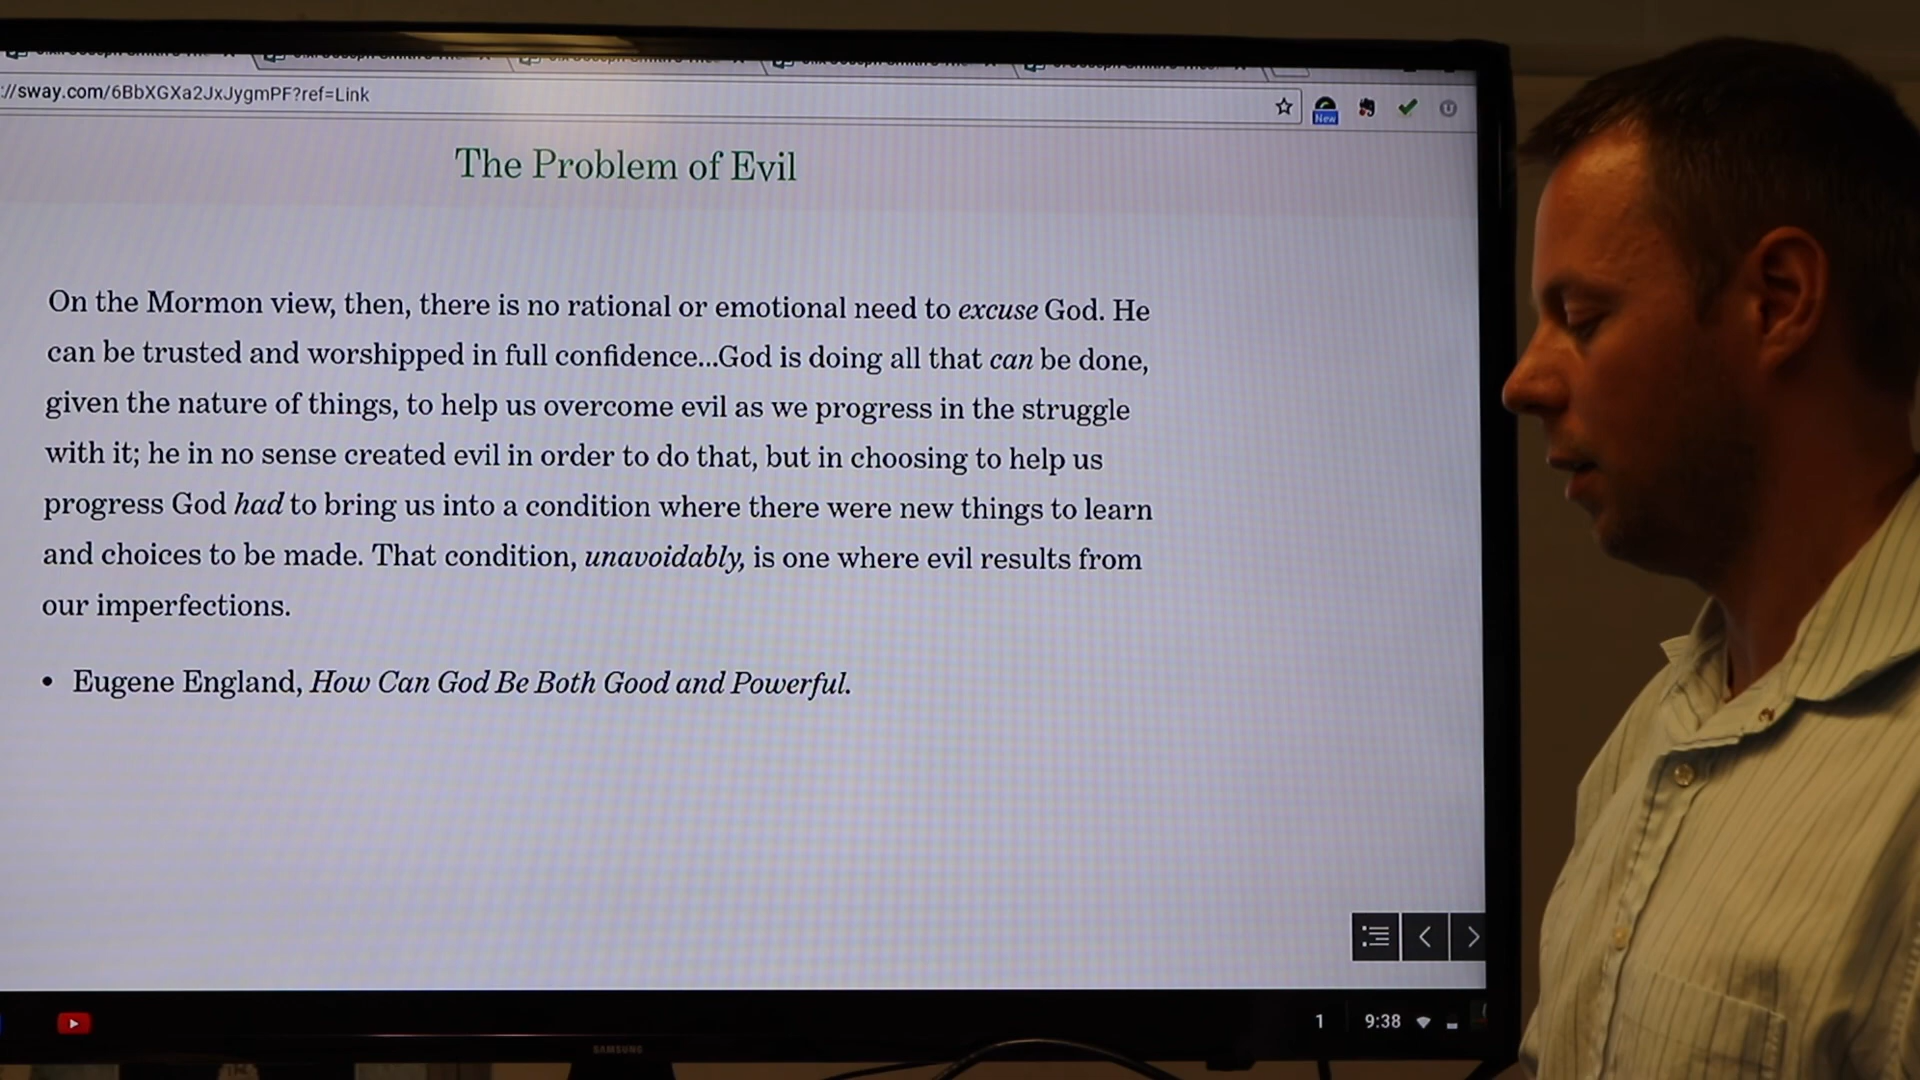 ://sway.com/6BbXGXa2JxJygmPF?ref=Link
New
The Problem of Evil
On the Mormon view, then, there is no rational or emotional need to excuse God. He
can be trusted and worshipped in full confidence...God is doing all that can be done,
given the nature of things, to help us overcome evil as we progress in the struggle
with it; he in no sense created evil in order to do that, but in choosing to help us
progress God had to bring us into a condition where there were new things to learn
and choices to be made. That condition, unavoidably, is one where evil results from
our imperfections.
• Eugene England, How Can God Be Both Good and Powerful.
1 9:38
SAMSUNG